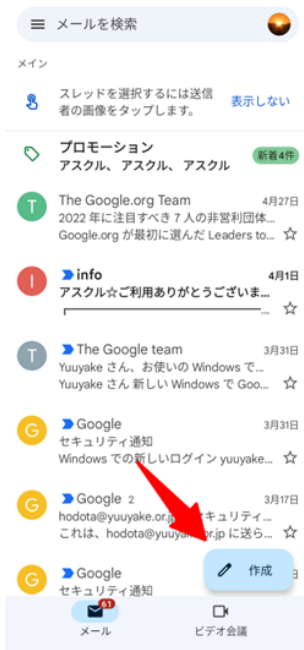 メールを検索
メイン
スレッドを選択するには送信
者の画像をタップします。
表示しない
プロモーション
アスクル、 アスクル、 アスクル
新着4件
T
The Google.org Team
4月27日
2022 年に注目すべき 7 人の非営利団体...
Google.org が最初に選んだ Leaders to...
I
info
4月1日
アスクル☆ご利用ありがとうございま...
...
T
The Google team
3月31日
Yuuyake さん、お使いの Windows で...
Yuuyake さん 新しい Windows で Goo...
G
Google
3月31日
セキュリティ通知
Windows での新しいログイン yuuyake...
G
Google 2
3月17日
hodota@yuuyake.or.j
キュリティ...
これは、hodota@yuuya
or.jp に送ら...
G
Google
セキュリティ通知
作成
61
メール
ビデオ会議